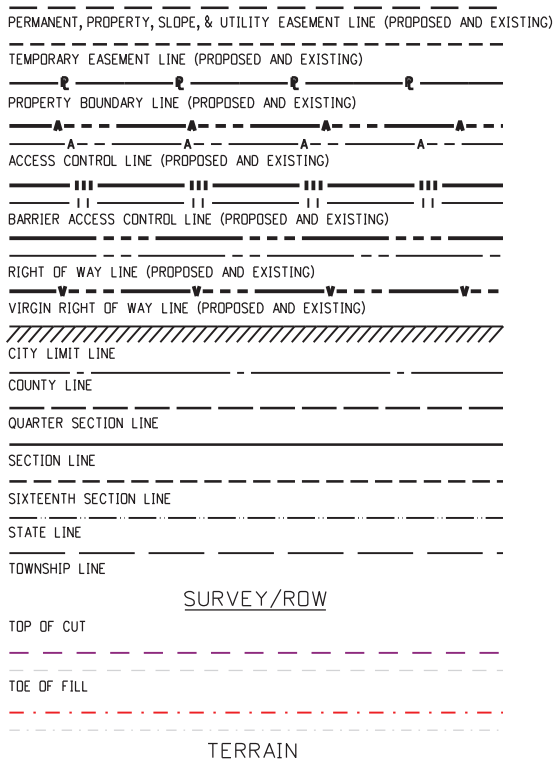 PERMANENT, PROPERTY, SLOPE, & UTILITY EASEMENT LINE (PROPOSED AND EXISTING)
TEMPORARY EASEMENT LINE (PROPOSED AND EXISTING)
PROPERTY BOUNDARY LINE (PROPOSED AND EXISTING)
A A A A
A A A A
ACCESS CONTROL LINE (PROPOSED AND EXISTING)
BARRIER ACCESS CONTROL LINE (PROPOSED AND EXISTING)
RIGHT OF WAY LINE (PROPOSED AND EXISTING)
V V V V
VIRGIN RIGHT OF WAY LINE (PROPOSED AND EXISTING)
CITY LIMIT LINE
COUNTY LINE
QUARTER SECTION LINE
SECTION LINE
SIXTEENTH SECTION LINE
STATE LINE
TOWNSHIP LINE
SURVEY/ROW
TOP OF CUT
TOE OF FILL
TERRAIN